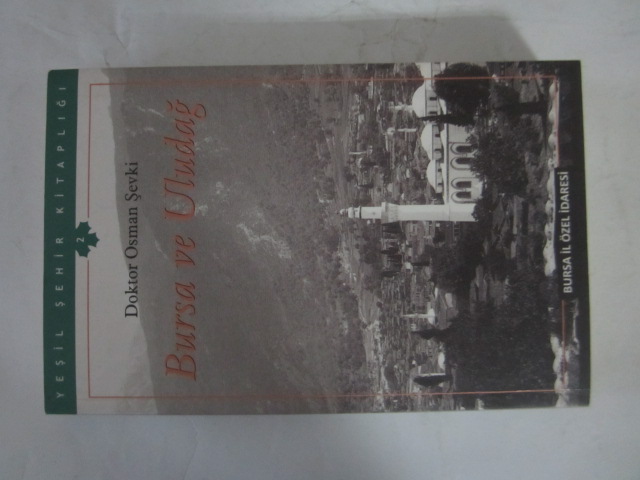 YEŞİL ŞEHİR KİTAPLIĞI
2
Doktor Osman Şevki
Bursa ve Uludağ
BURSA İL ÖZEL İDARESİ